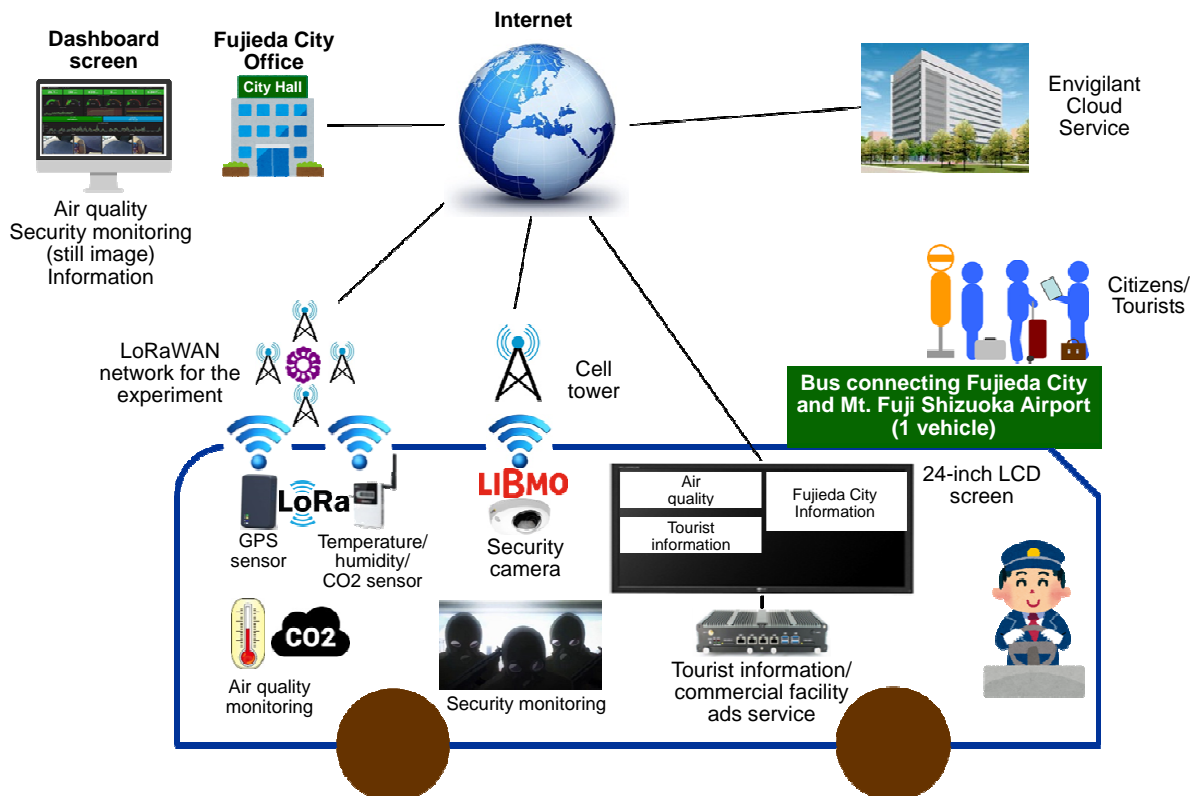 Dashboard
screen
Fujieda City
Office
City Hall
Internet
Envigilant
Cloud
Service
Air quality
Security monitoring
(still image)
Information
Citizens/
Tourists
LoRaWAN
network for the
experiment
Cell
tower
Bus connecting Fujieda City
and Mt. Fuji Shizuoka Airport
(1 vehicle)
LoRa
GPS
sensor
Temperature/
humidity/
CO2 sensor
LIBMO
Security
camera
Air
quality
Tourist
information
Fujieda City
Information
24-inch LCD
screen
CO2
Air quality
monitoring
Security monitoring
Tourist information/
commercial facility
ads service